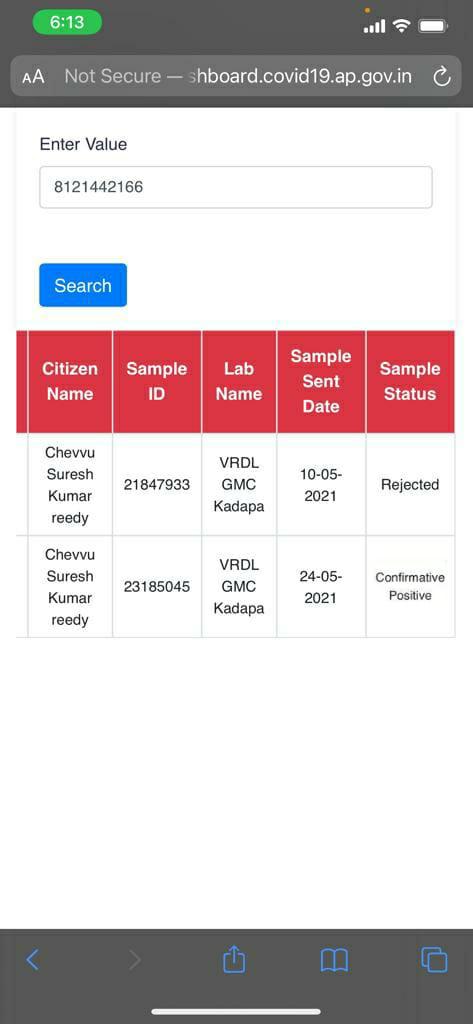 6:13
AA Not Secure — shboard.covid19.ap.gov.in
Enter Value
8121442166
Search
Citizen Name Sample ID Lab Name Sample Sent Date Sample Status
Chevvu Suresh Kumar reedy 21847933 VRDL GMC Kadapa 10-05-2021 Rejected
Chevvu Suresh Kumar reedy 23185045 VRDL GMC Kadapa 24-05-2021 Confirmative Positive